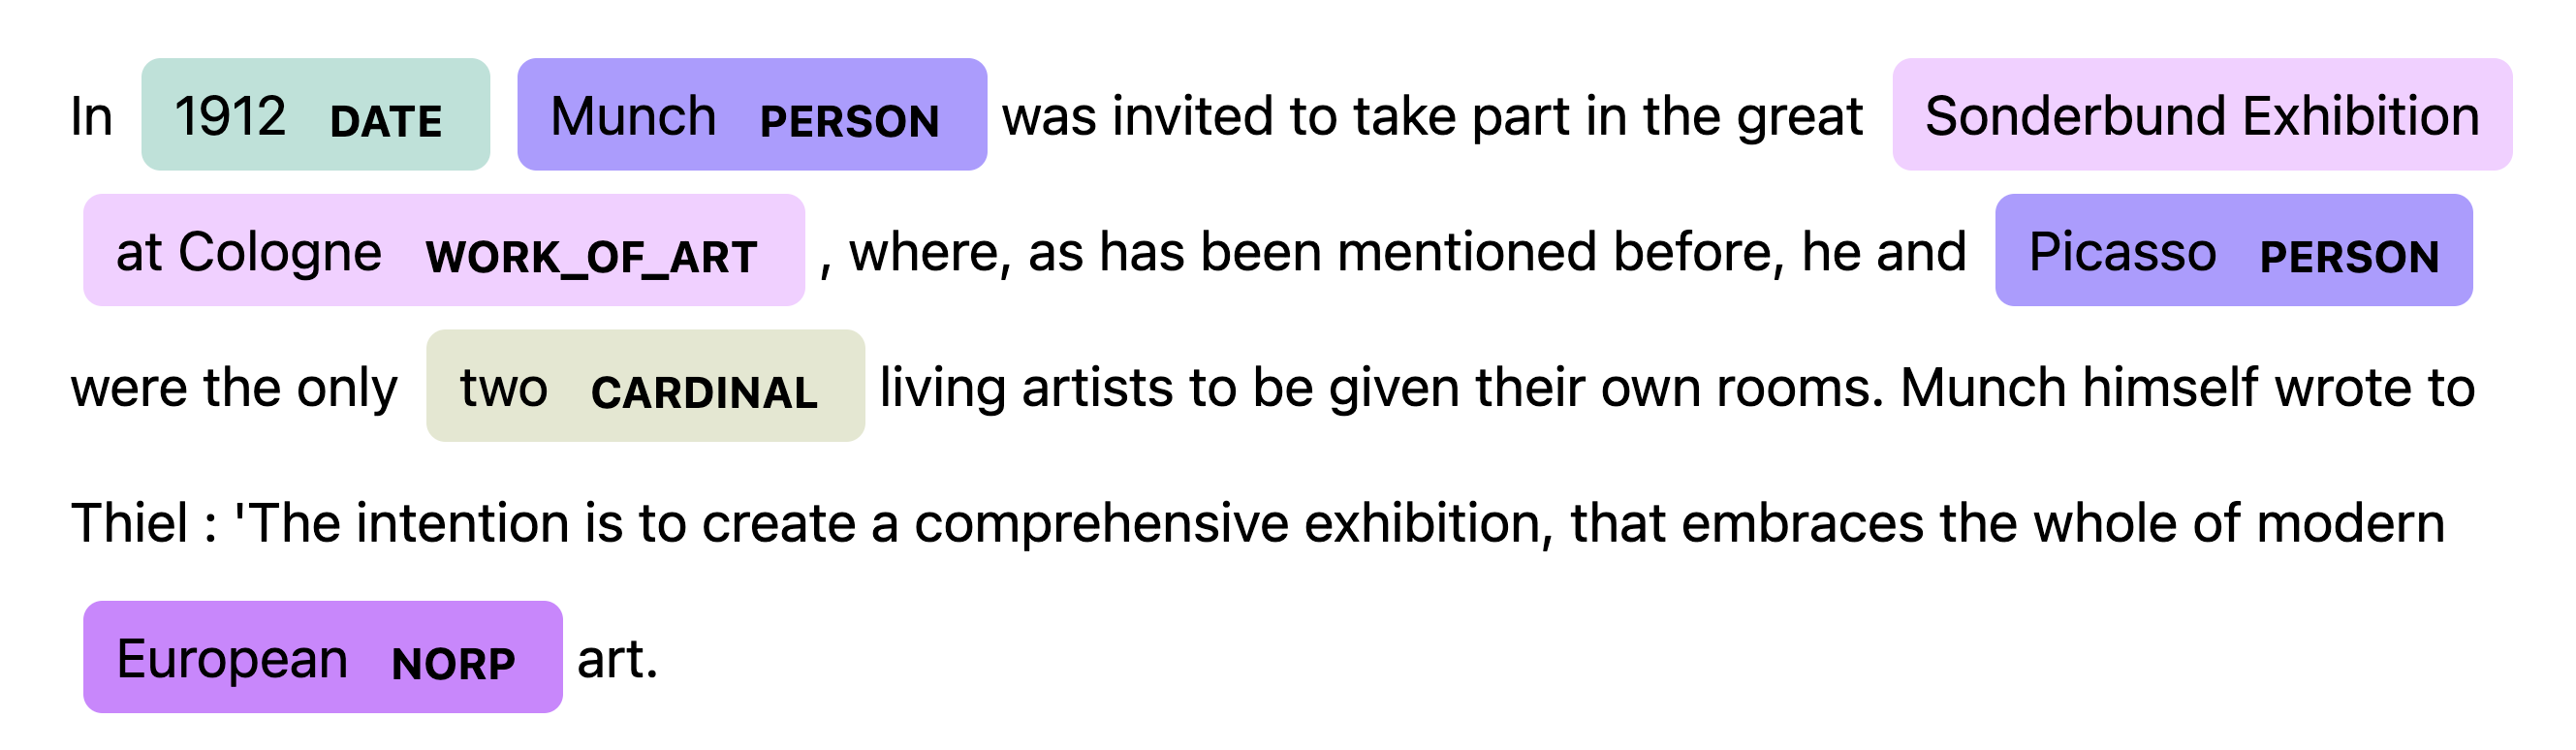 In 1912 DATE Munch PERSON was invited to take part in the great Sonderbund Exhibition
at Cologne WORK_OF_ART , where, as has been mentioned before, he and Picasso PERSON
were the only two CARDINAL living artists to be given their own rooms. Munch himself wrote to
Thiel : 'The intention is to create a comprehensive exhibition, that embraces the whole of modern
European NORP art.